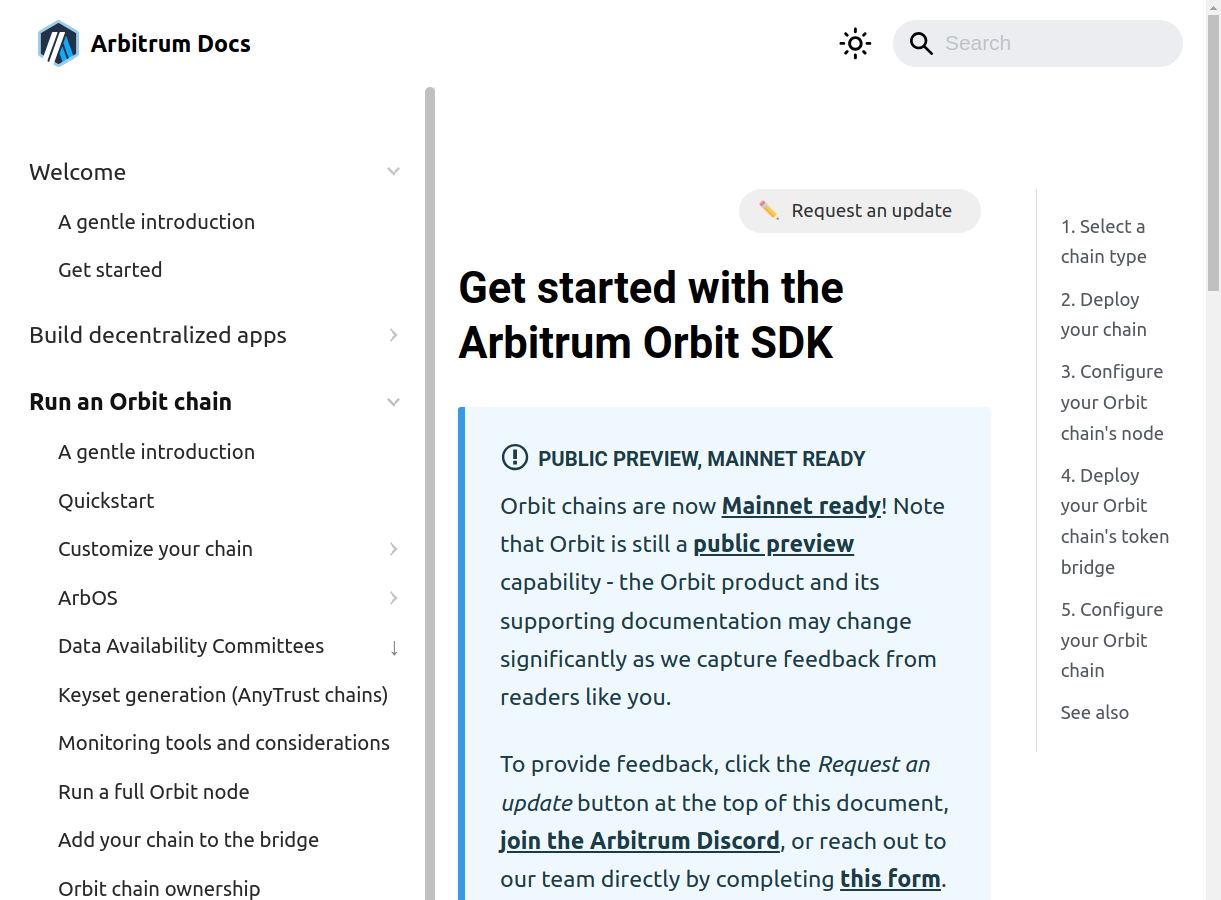 Arbitrum Docs
Search
Welcome
A gentle introduction
Get started
Build decentralized apps
Run an Orbit chain
A gentle introduction
Quickstart
Customize your chain
ArbOS
Data Availability Committees ↓
Keyset generation (AnyTrust chains)
Monitoring tools and considerations
Run a full Orbit node
Add your chain to the bridge
Orbit chain ownership
✏️ Request an update
Get started with the
Arbitrum Orbit SDK
PUBLIC PREVIEW, MAINNET READY
Orbit chains are now Mainnet ready! Note
that Orbit is still a public preview
capability - the Orbit product and its
supporting documentation may change
significantly as we capture feedback from
readers like you.
To provide feedback, click the Request an
update button at the top of this document,
join the Arbitrum Discord, or reach out to
our team directly by completing this form.
1. Select a
chain type
2. Deploy
your chain
3. Configure
your Orbit
chain's node
4. Deploy
your Orbit
chain's token
bridge
5. Configure
your Orbit
chain
See also